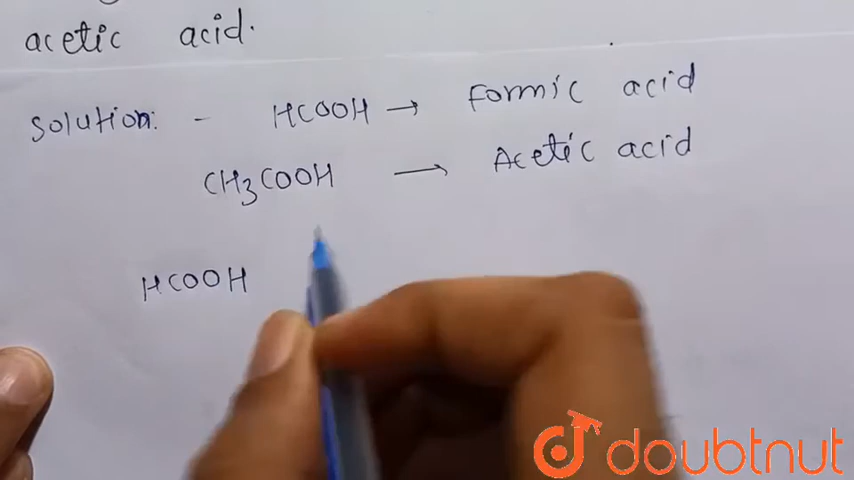 acetic acid.
Solution: - HCOOH → Formic acid
CH3COOH → Acetic acid
HCOOH
doubtnut